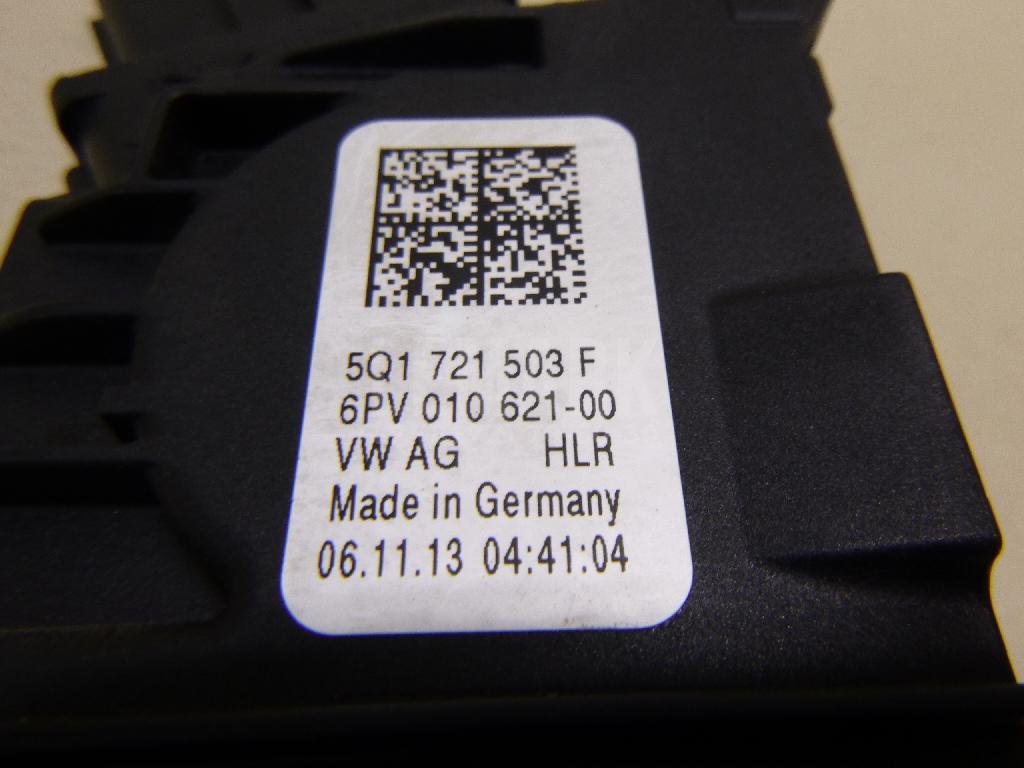 5Q1 721 503 F
6PV 010 621-00
VW AG HLR
Made in Germany
06.11.13 04:41:04